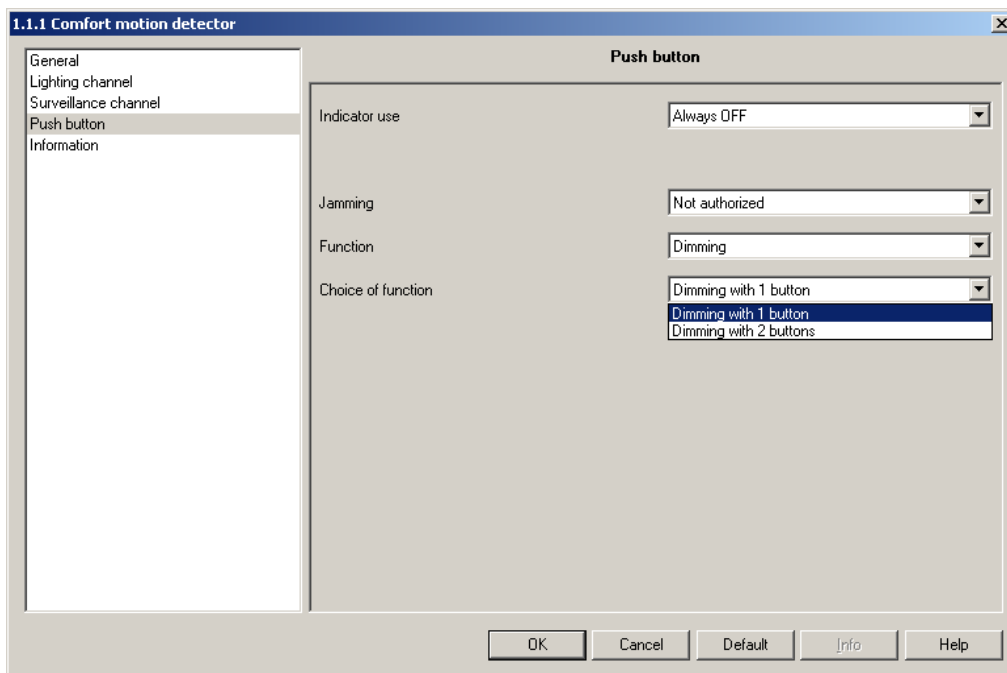 1.1.1 Comfort motion detector
General
Lighting channel
Surveillance channel
Push button
Information
Push button
Indicator use
Always OFF
Jamming
Not authorized
Function
Dimming
Choice of function
Dimming with 1 button
Dimming with 1 button
Dimming with 2 buttons
OK
Cancel
Default
Info
Help